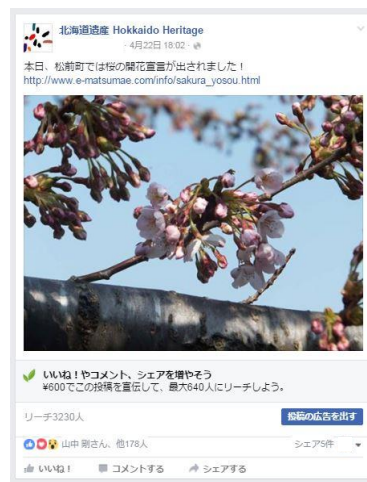 北海道遺産 Hokkaido Heritage
· 4月22日 18:02 ·
本日、松前町では桜の開花宣言が出されました！
http://www.e-matsumae.com/info/sakura_yosou.html
いいね！やコメント、シェアを増やそう
¥600でこの投稿を宣伝して、最大640人にリーチしよう。
リーチ3230人
投稿の広告を出す
山中 剛さん、他178人
シェア5件
いいね！ コメントする シェアする